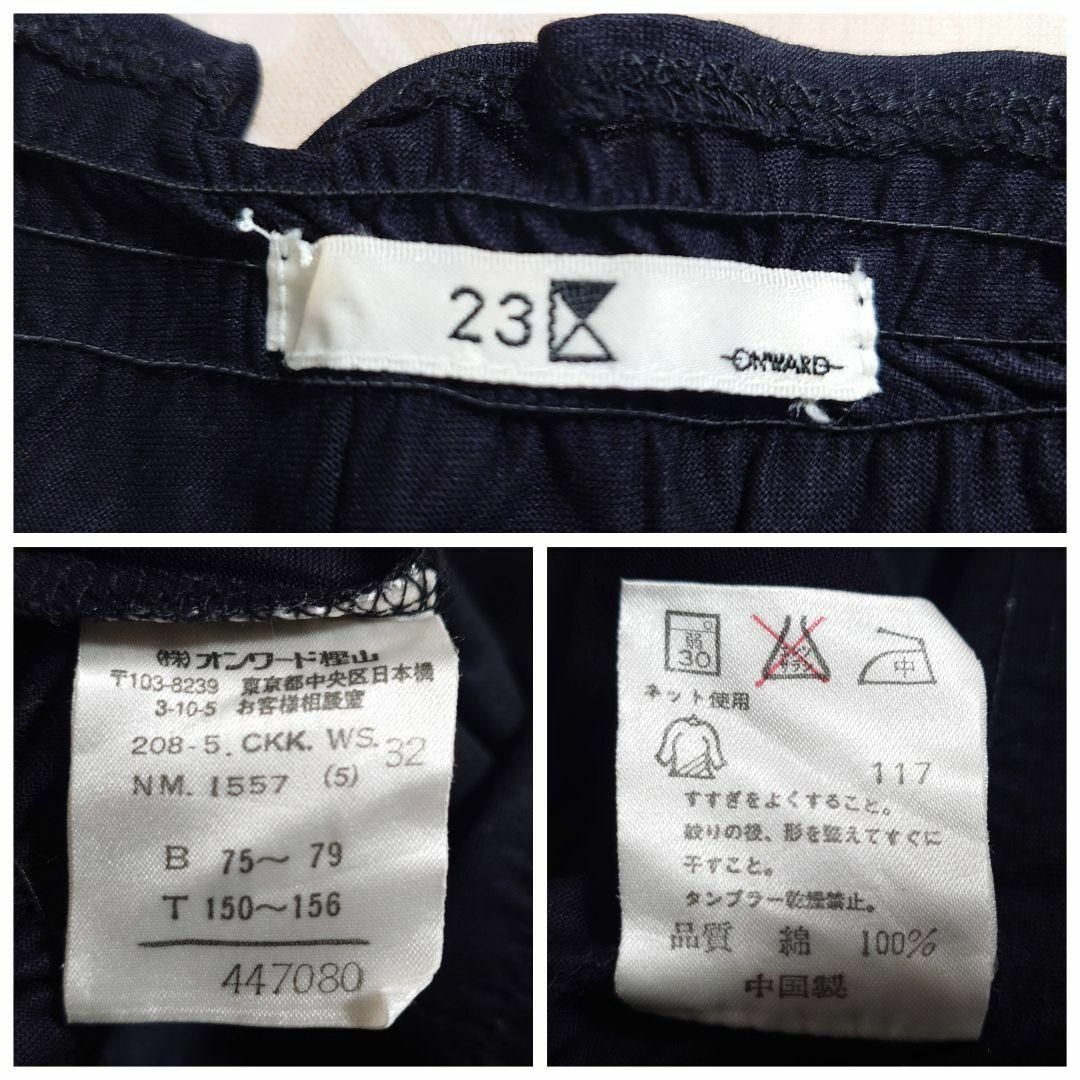 23区
ONWARD
(株)オンワード樫山
〒103-8239 東京都中央区日本橋
3-10-5 お客様相談室
208-5. CKK. WS. 32
NM. 1557 (5)
B 75〜 79
T 150〜156
447080
弱
30
中
ネット使用
117
すすぎをよくすること。
絞りの後、形を整えてすぐに
干すこと。
タンブラー乾燥禁止。
品質 綿 100%
中国製